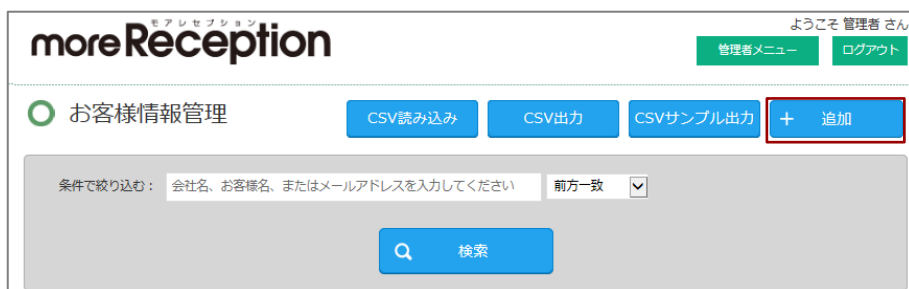 モアレセプション
ようこそ 管理者 さん
moreReception
管理者メニュー ログアウト
お客様情報管理 CSV読み込み CSV出力 CSVサンプル出力 + 追加
条件で絞り込む： 会社名、お客様名、またはメールアドレスを入力してください 前方一致
検索